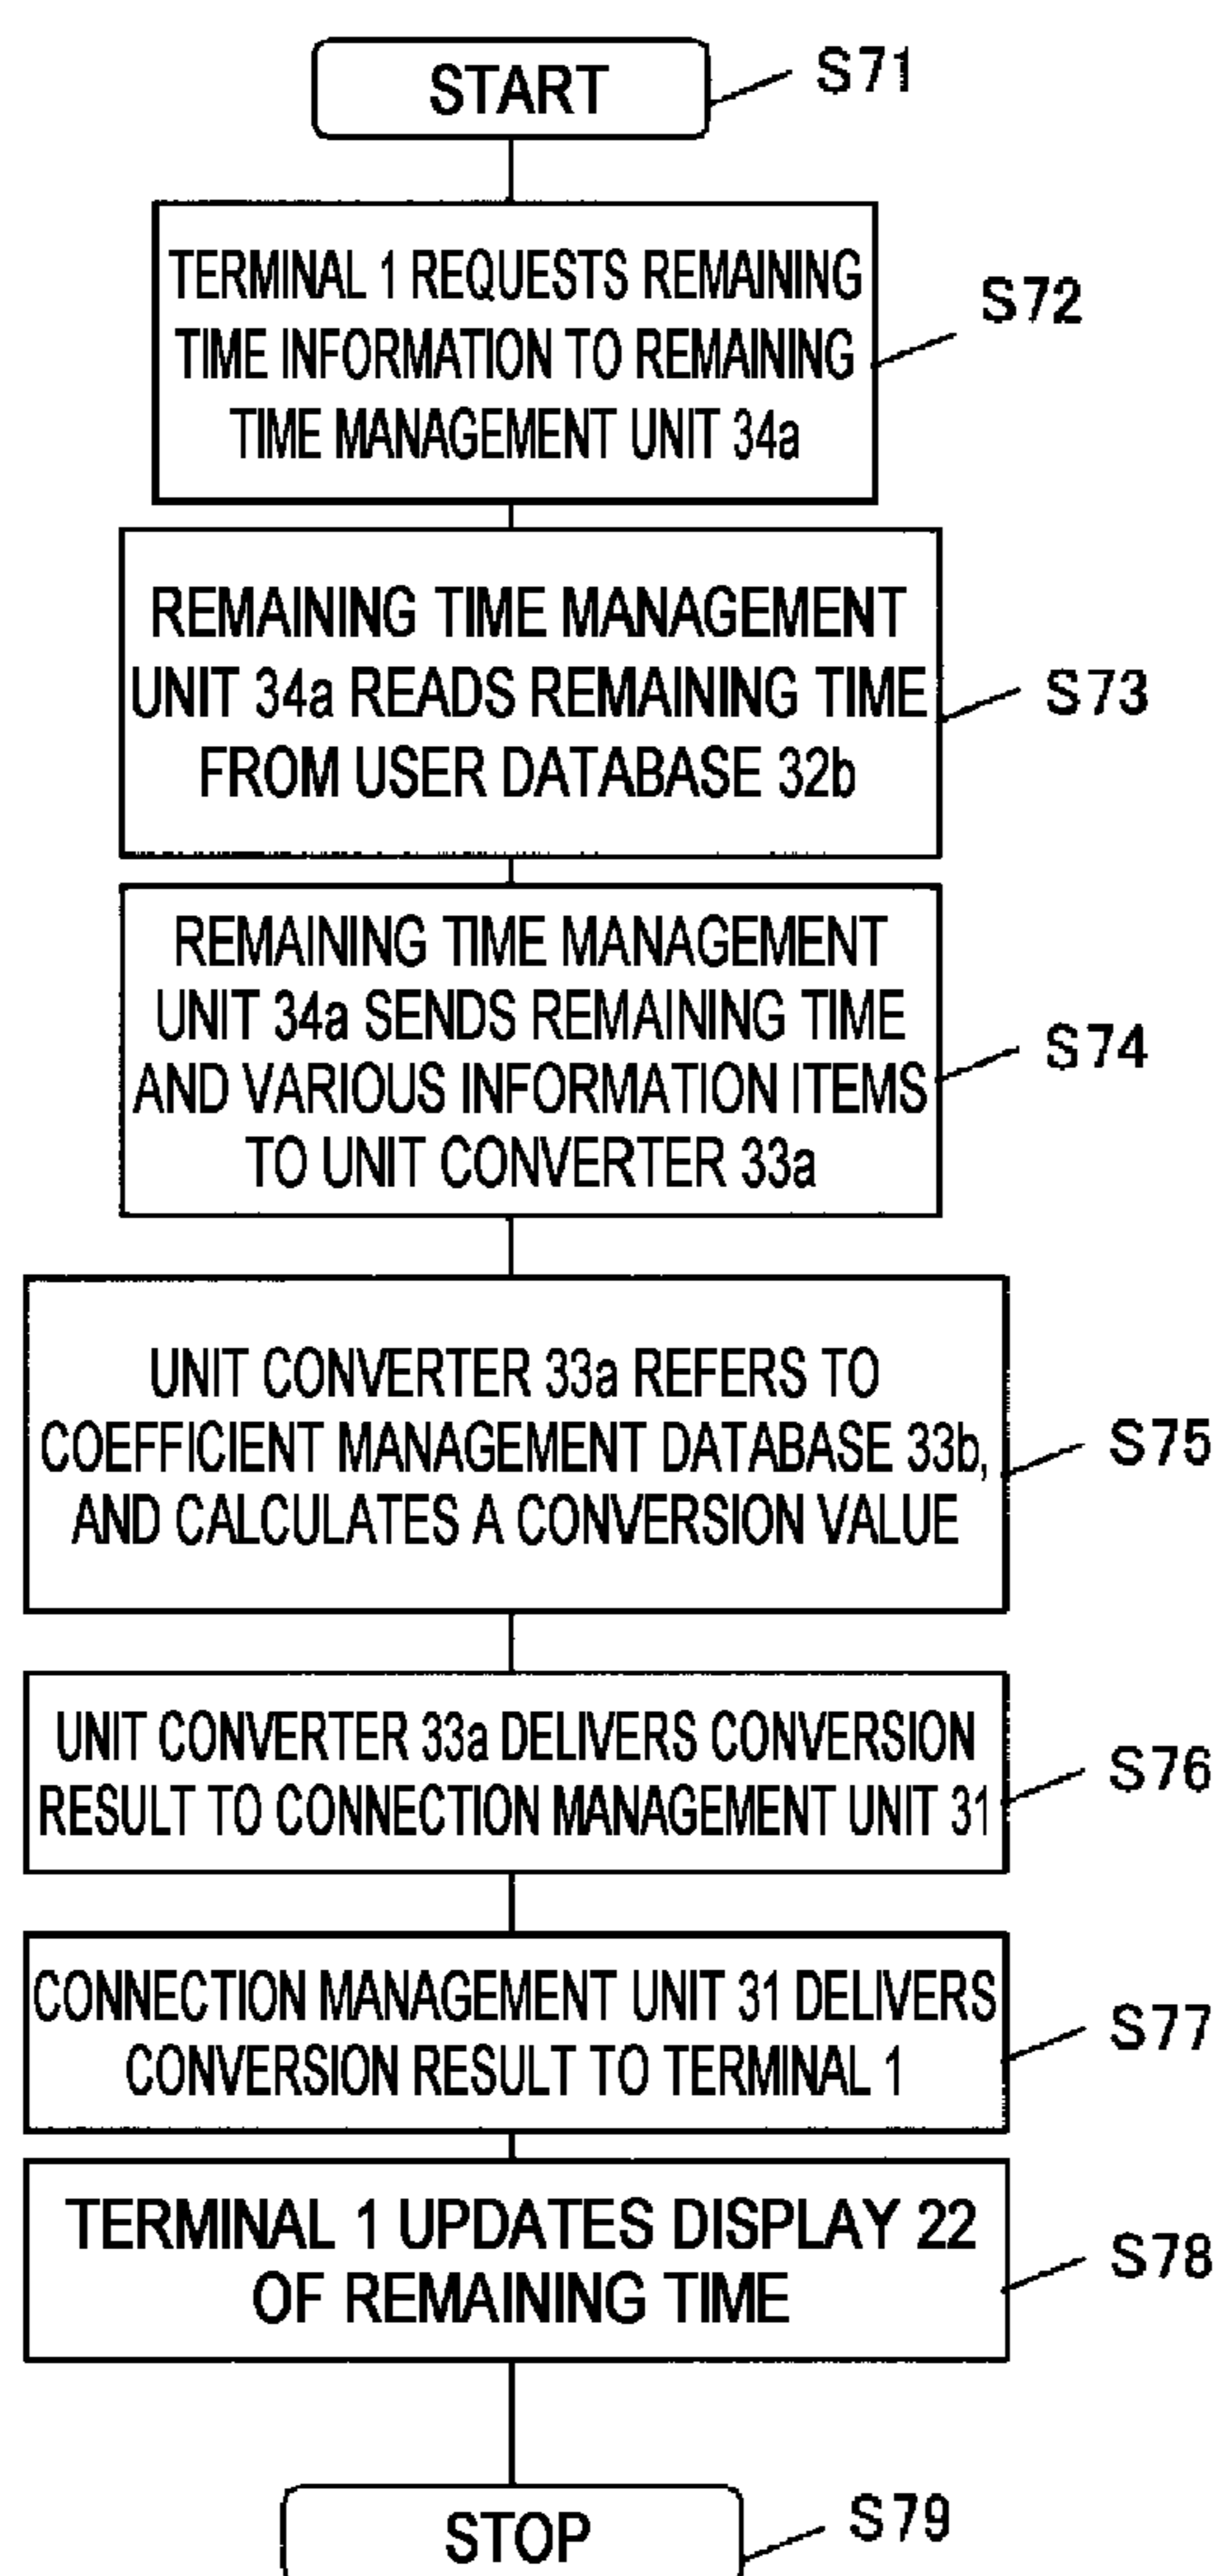 START
S71
TERMINAL 1 REQUESTS REMAINING
TIME INFORMATION TO REMAINING
TIME MANAGEMENT UNIT 34a
S72
REMAINING TIME MANAGEMENT
UNIT 34a READS REMAINING TIME
FROM USER DATABASE 32b
S73
REMAINING TIME MANAGEMENT
UNIT 34a SENDS REMAINING TIME
AND VARIOUS INFORMATION ITEMS
TO UNIT CONVERTER 33a
S74
UNIT CONVERTER 33a REFERS TO
COEFFICIENT MANAGEMENT DATABASE 33b,
AND CALCULATES A CONVERSION VALUE
S75
UNIT CONVERTER 33a DELIVERS CONVERSION
RESULT TO CONNECTION MANAGEMENT UNIT 31
S76
CONNECTION MANAGEMENT UNIT 31 DELIVERS
CONVERSION RESULT TO TERMINAL 1
S77
TERMINAL 1 UPDATES DISPLAY 22
OF REMAINING TIME
S78
STOP
S79